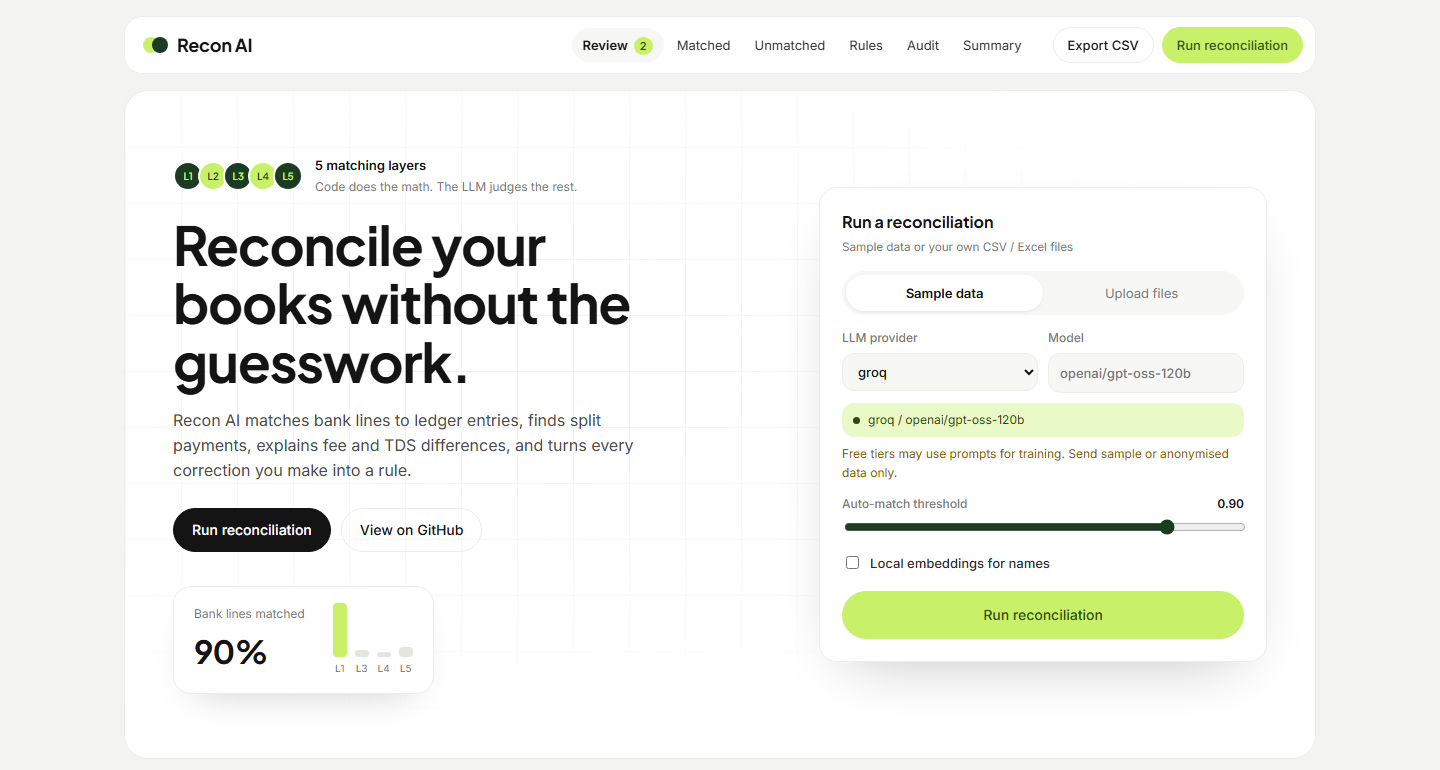 Recon AI
Review 2
Matched
Unmatched
Rules
Audit
Summary
Export CSV
Run reconciliation
L1 L2 L3 L4 L5
5 matching layers
Code does the math. The LLM judges the rest.
Reconcile your
books without the
guesswork.
Recon AI matches bank lines to ledger entries, finds split
payments, explains fee and TDS differences, and turns every
correction you make into a rule.
Run reconciliation
View on GitHub
Bank lines matched
90%
L1 L3 L4 L5
Run a reconciliation
Sample data or your own CSV / Excel files
Sample data
Upload files
LLM provider
Model
groq
openai/gpt-oss-120b
groq / openai/gpt-oss-120b
Free tiers may use prompts for training. Send sample or anonymised
data only.
Auto-match threshold
0.90
Local embeddings for names
Run reconciliation